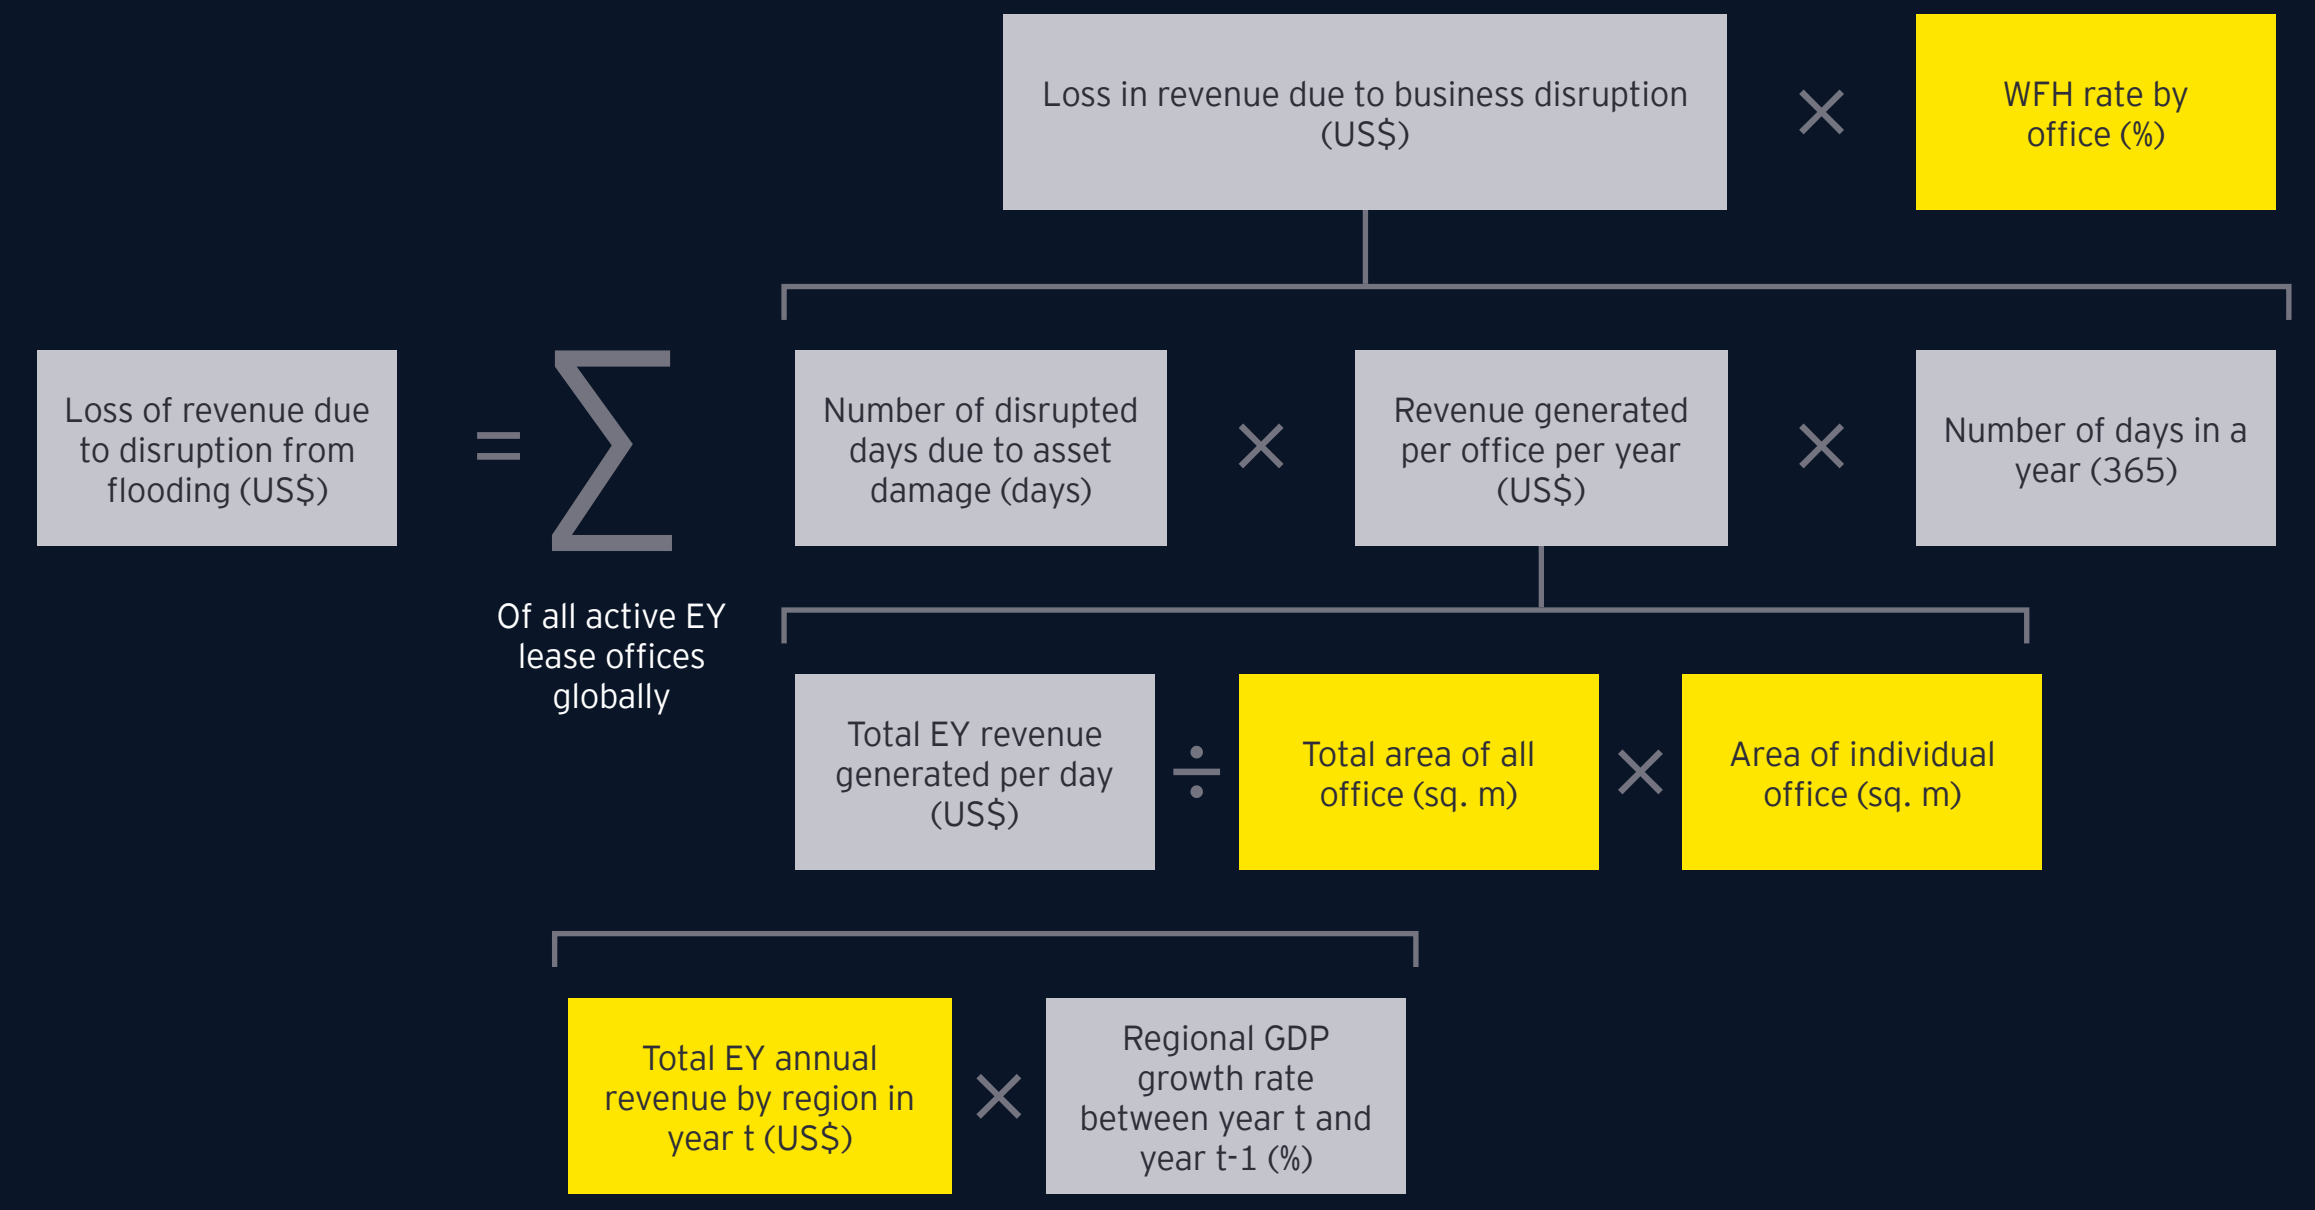 Loss in revenue due to business disruption
(US$)
×
WFH rate by
office (%)
Loss of revenue due
to disruption from
flooding (US$)
=
∑
Of all active EY
lease offices
globally
Number of disrupted
days due to asset
damage (days)
×
Revenue generated
per office per year
(US$)
×
Number of days in a
year (365)
Total EY revenue
generated per day
(US$)
÷
Total area of all
office (sq. m)
×
Area of individual
office (sq. m)
Total EY annual
revenue by region in
year t (US$)
×
Regional GDP
growth rate
between year t and
year t-1 (%)